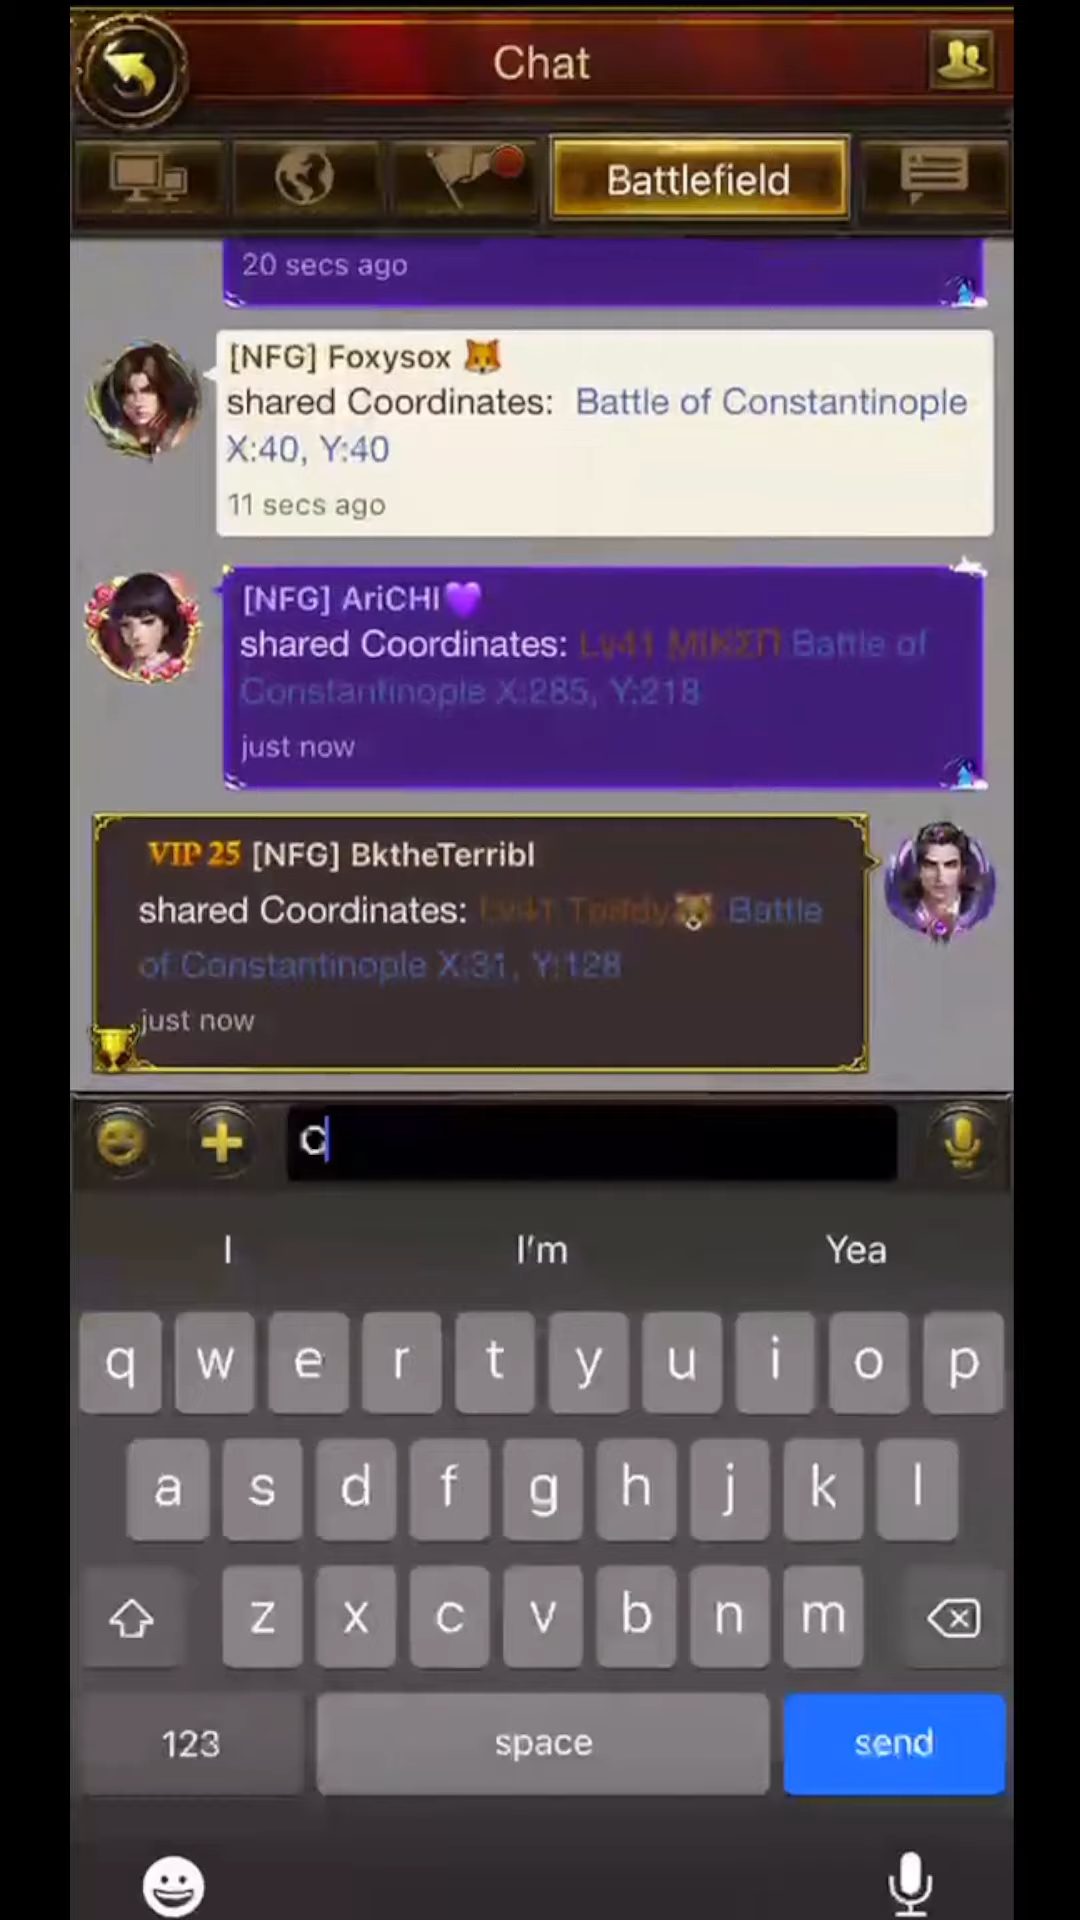 Chat
Battlefield
20 secs ago
[NFG] Foxysox 🦊
shared Coordinates: Battle of Constantinople
X:40, Y:40
11 secs ago
[NFG] AriCHI💜
shared Coordinates: Lv41 ΜΙΚΣΠ Battle of
Constantinople X:285, Y:218
just now
VIP 25 [NFG] BktheTerribl
shared Coordinates: Lv41 Teddy🐻 Battle
of Constantinople X:31, Y:128
just now
C
I I'm Yea
q w e r t y u i o p
a s d f g h j k l
z x c v b n m
123 space send